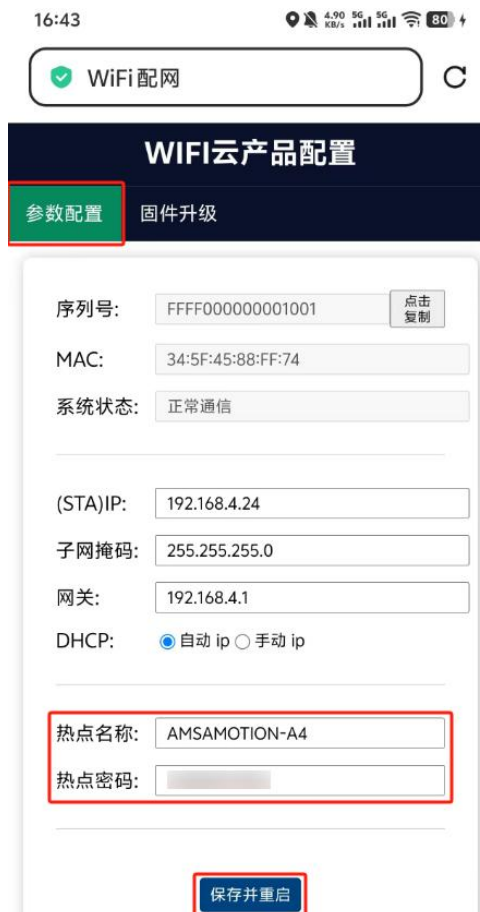 16:43
4.90 KB/s 5G 5G 80
WiFi配网
WIFI云产品配置
参数配置 固件升级
序列号: FFFF000000001001 点击复制
MAC: 34:5F:45:88:FF:74
系统状态: 正常通信
(STA)IP: 192.168.4.24
子网掩码: 255.255.255.0
网关: 192.168.4.1
DHCP: 自动 ip 手动 ip
热点名称: AMSAMOTION-A4
热点密码:
保存并重启